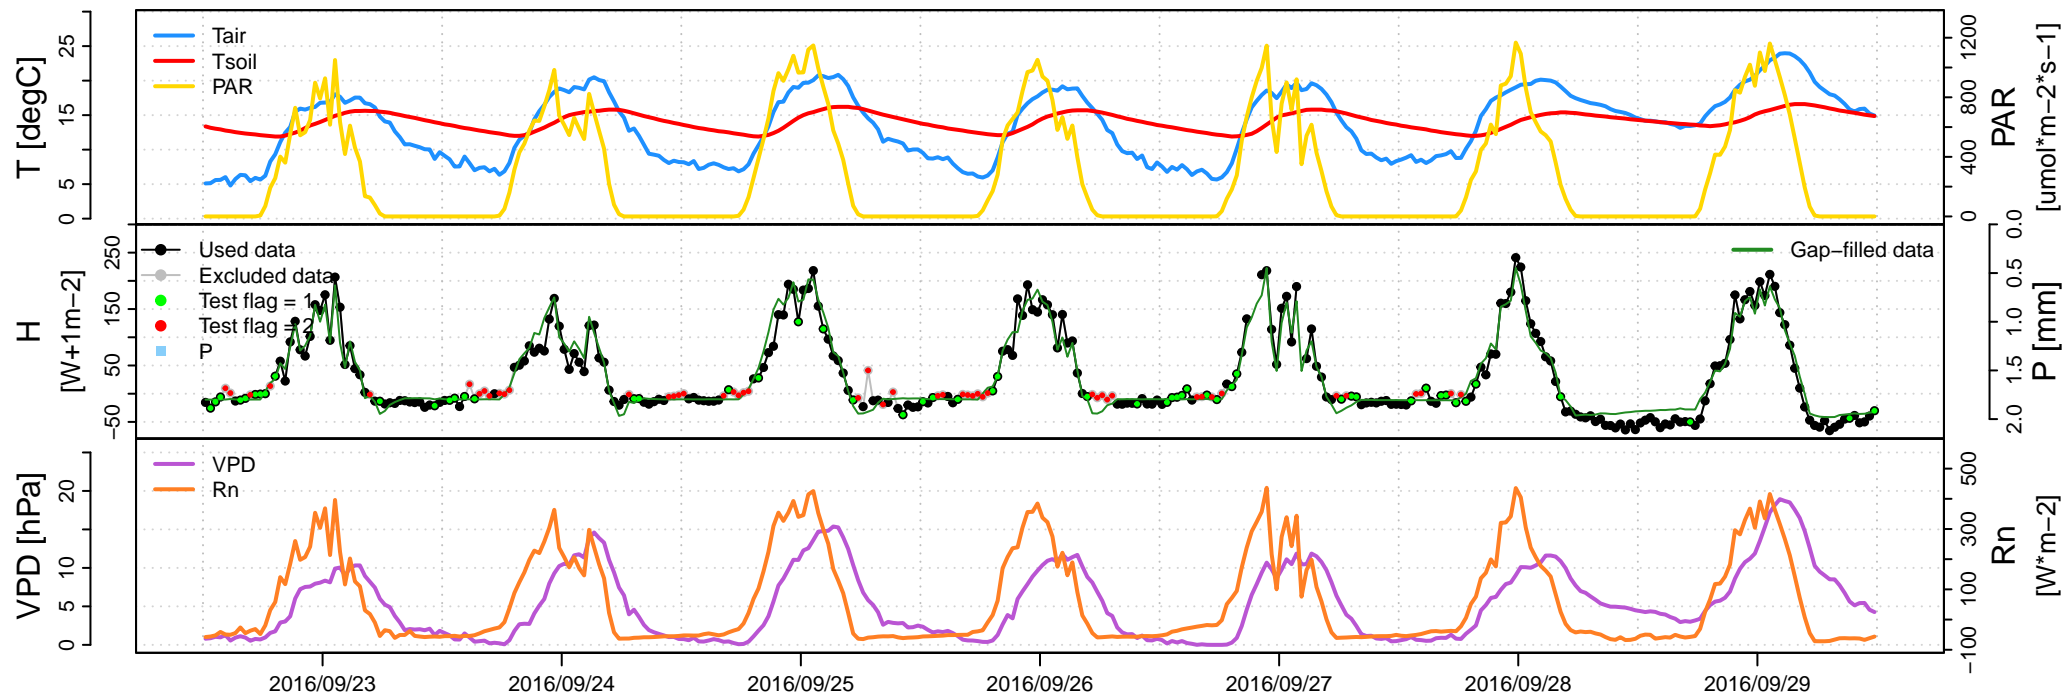 T [degC]
0
5
15
25
Tair
Tsoil
PAR
0
400
800
1200
PAR
[umol*m-2*s-1]
H
[W+1m-2]
-50
50
150
250
Used data
Excluded data
Test flag = 1
Test flag = 2
P
Gap-filled data
0.0
0.5
1.0
1.5
2.0
P [mm]
VPD [hPa]
0
5
10
20
VPD
Rn
-100
100
300
500
Rn
[W*m-2]
2016/09/23
2016/09/24
2016/09/25
2016/09/26
2016/09/27
2016/09/28
2016/09/29